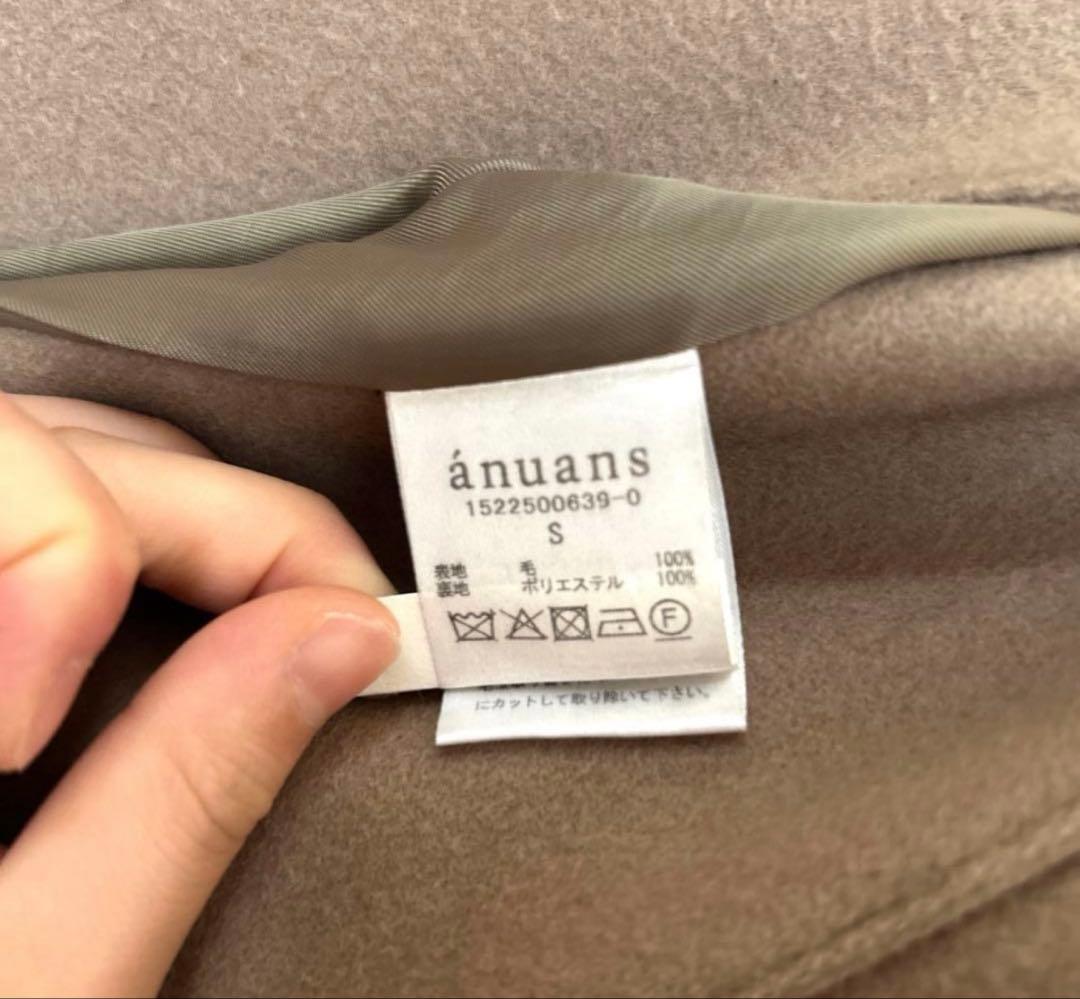 ánuans
1522500639-0
S
表地 毛 100%
裏地 ポリエステル 100%
F
にカットして取り除いて下さい。